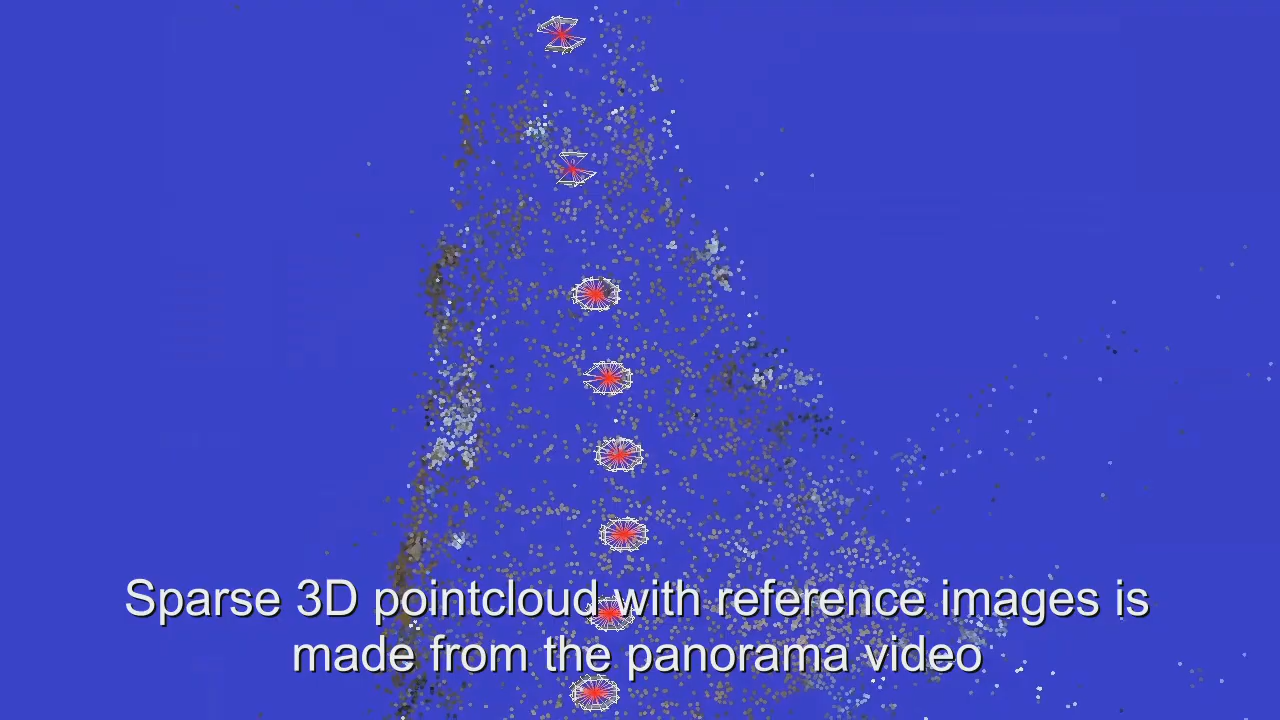 Sparse 3D pointcloud with reference images is
made from the panorama video